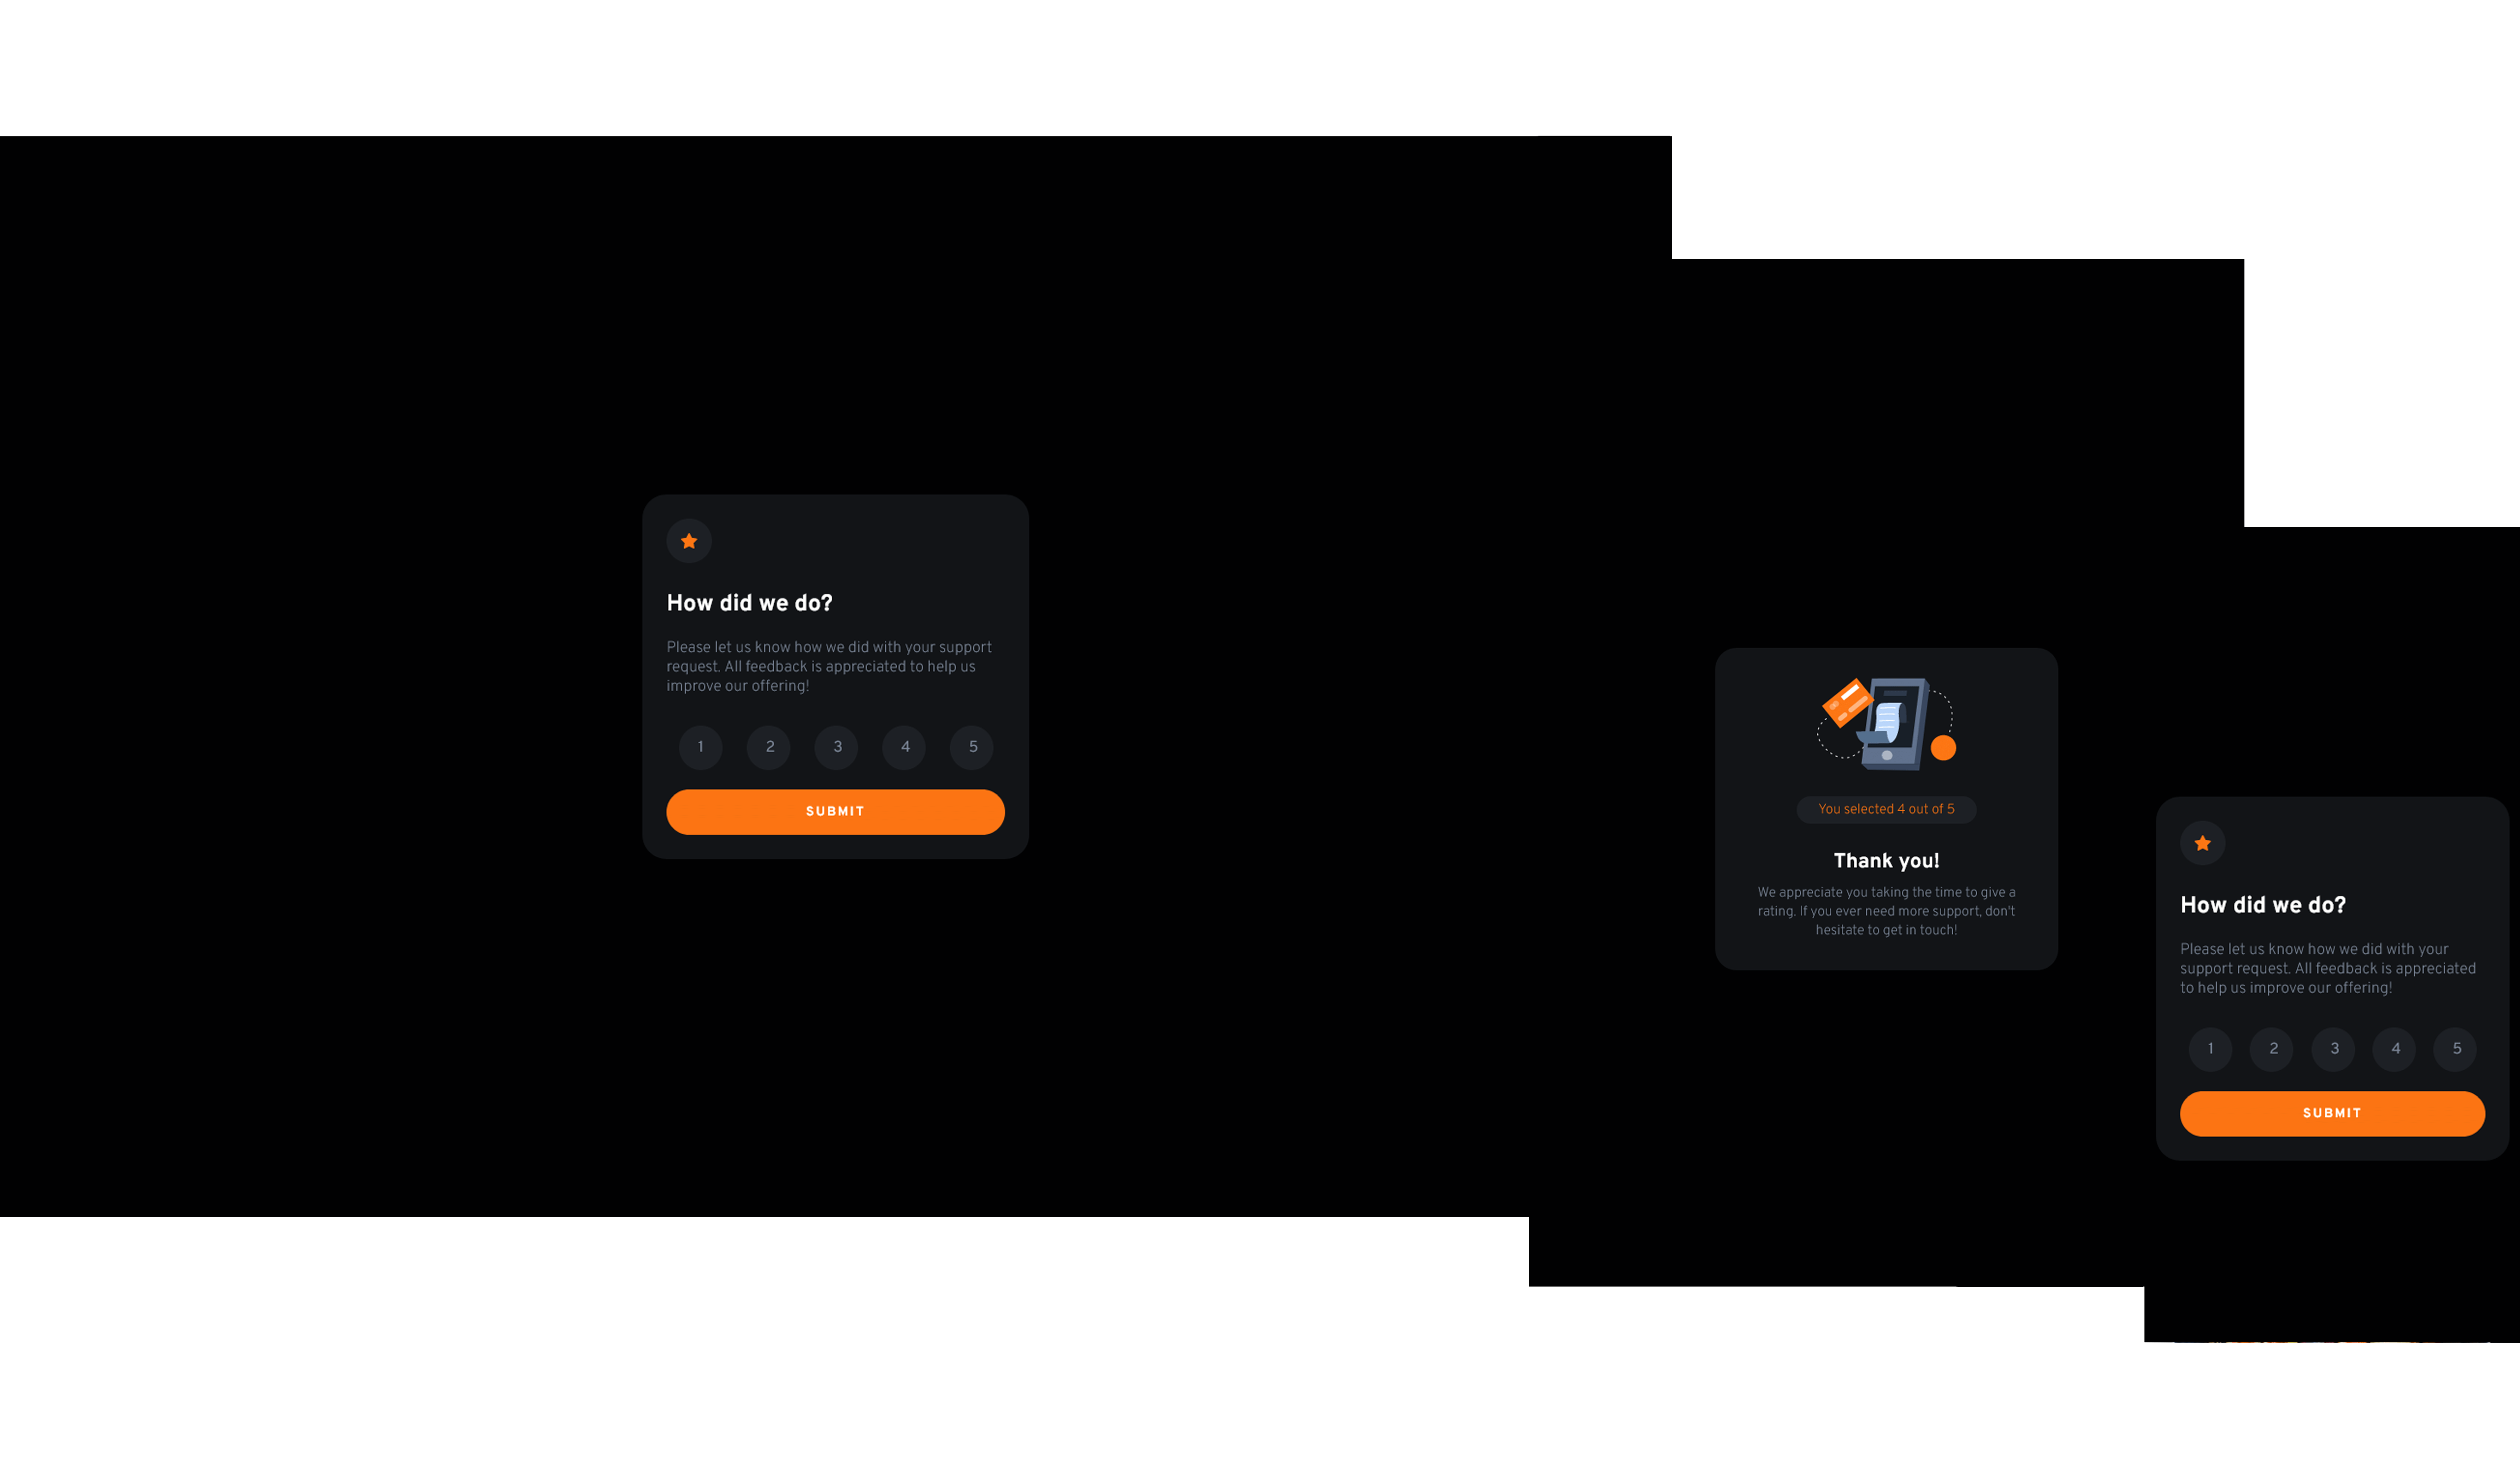 How did we do?
Please let us know how we did with your support
request. All feedback is appreciated to help us
improve our offering!
1 2 3 4 5
SUBMIT
You selected 4 out of 5
Thank you!
We appreciate you taking the time to give a
rating. If you ever need more support, don't
hesitate to get in touch!
How did we do?
Please let us know how we did with your
support request. All feedback is appreciated
to help us improve our offering!
1 2 3 4 5
SUBMIT